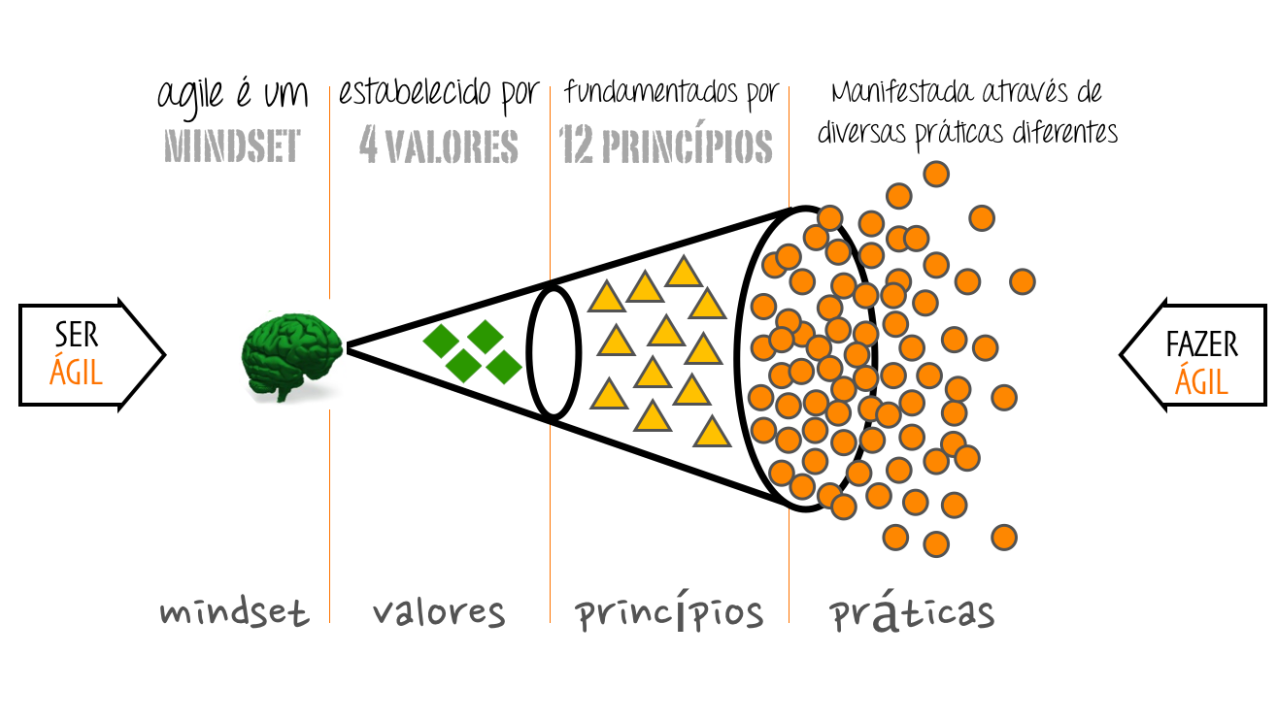 agile é um
MINDSET
estabelecido por
4 VALORES
fundamentados por
12 PRINCÍPIOS
Manifestada através de
diversas práticas diferentes
SER
ÁGIL
FAZER
ÁGIL
mindset
valores
princípios
práticas